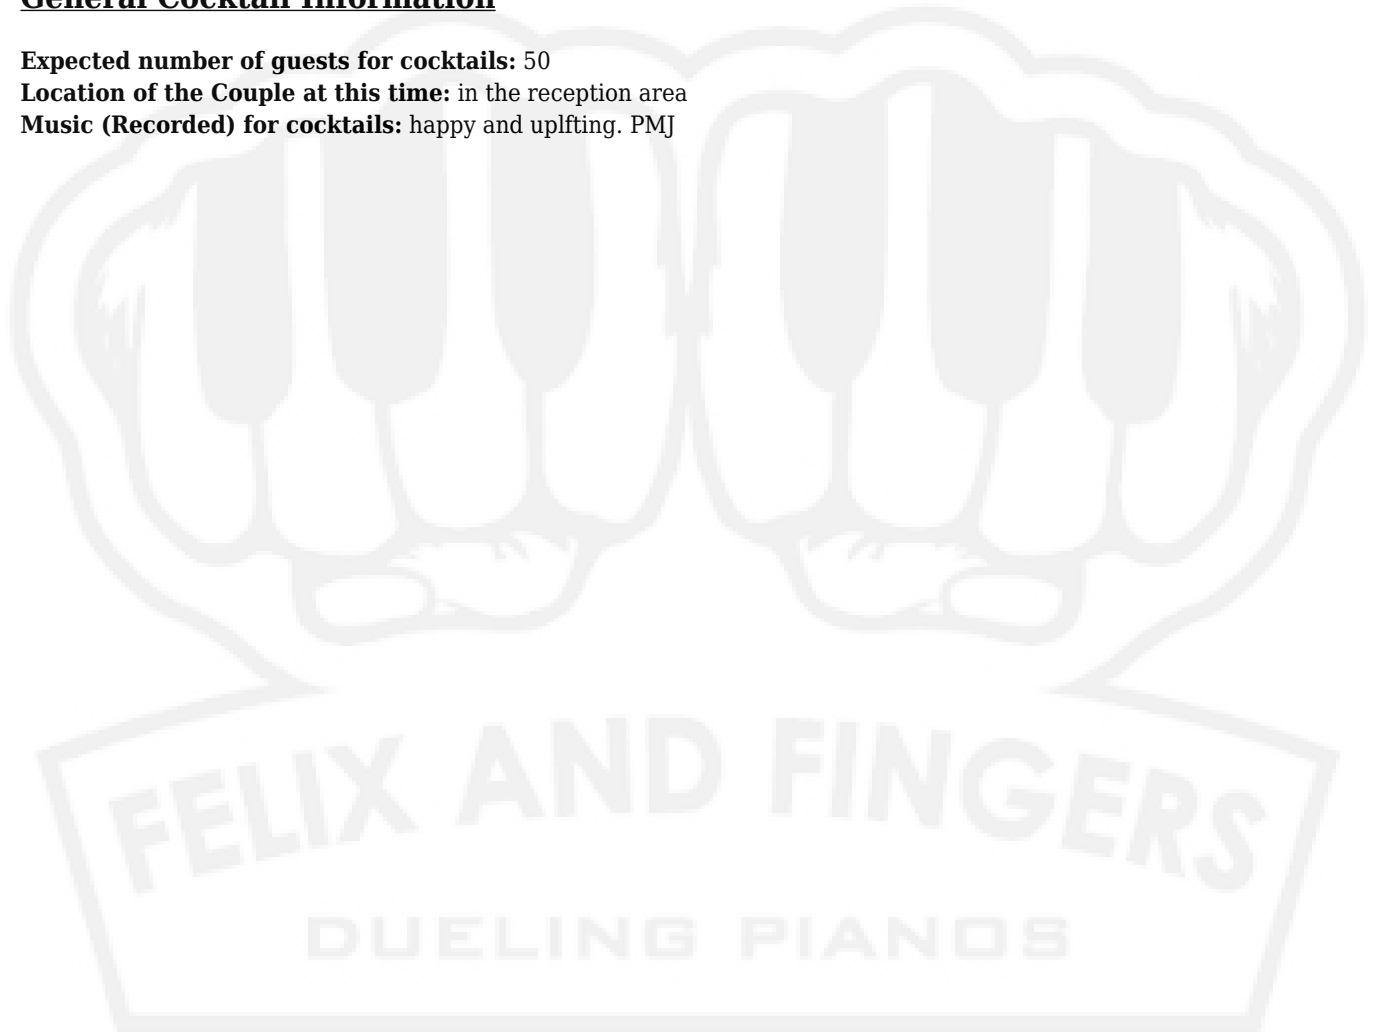 General Cocktail Information
Expected number of guests for cocktails: 50
Location of the Couple at this time: in the reception area
Music (Recorded) for cocktails: happy and uplfting. PMJ
FELIX AND FINGERS
DUELING PIANOS